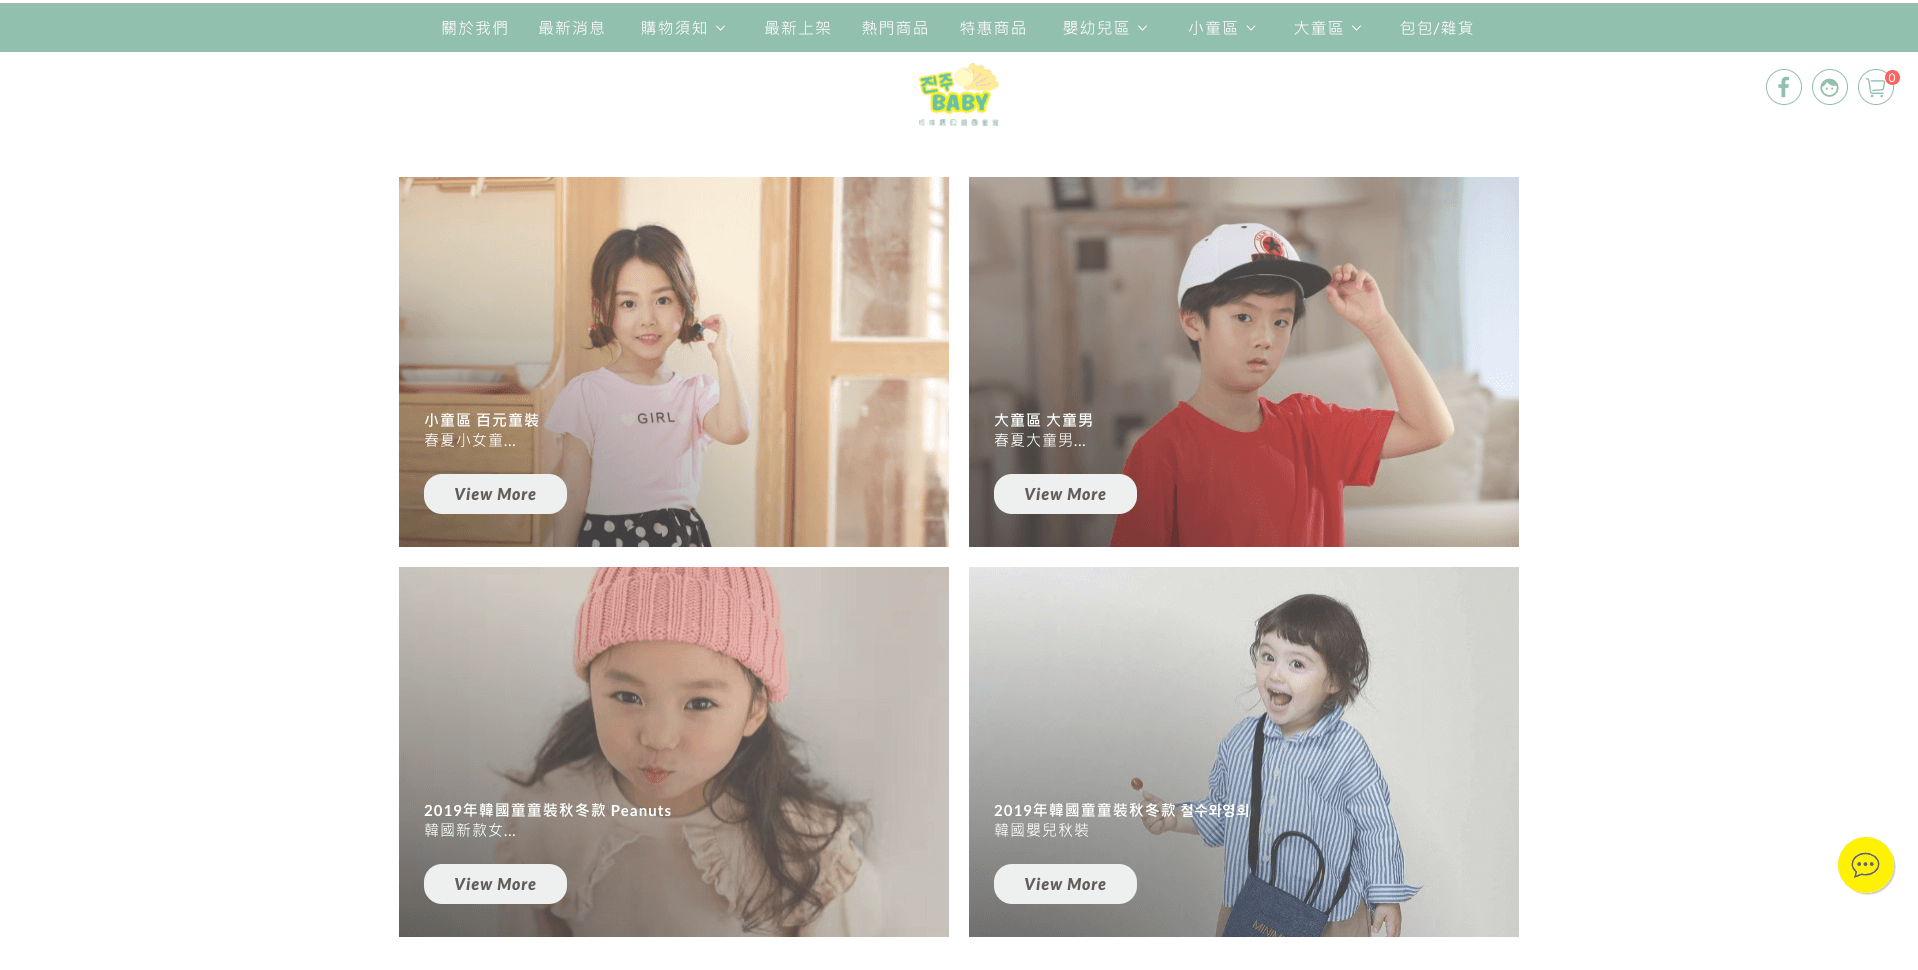 關於我們
最新消息
購物須知
最新上架
熱門商品
特惠商品
嬰幼兒區
小童區
大童區
包包/雜貨
진주
BABY
0
GIRL
小童區 百元童裝
春夏小女童...
View More
大童區 大童男
春夏大童男...
View More
2019年韓國童童裝秋冬款 Peanuts
韓國新款女...
View More
2019年韓國童童裝秋冬款 철수와영희
韓國嬰兒秋裝
View More